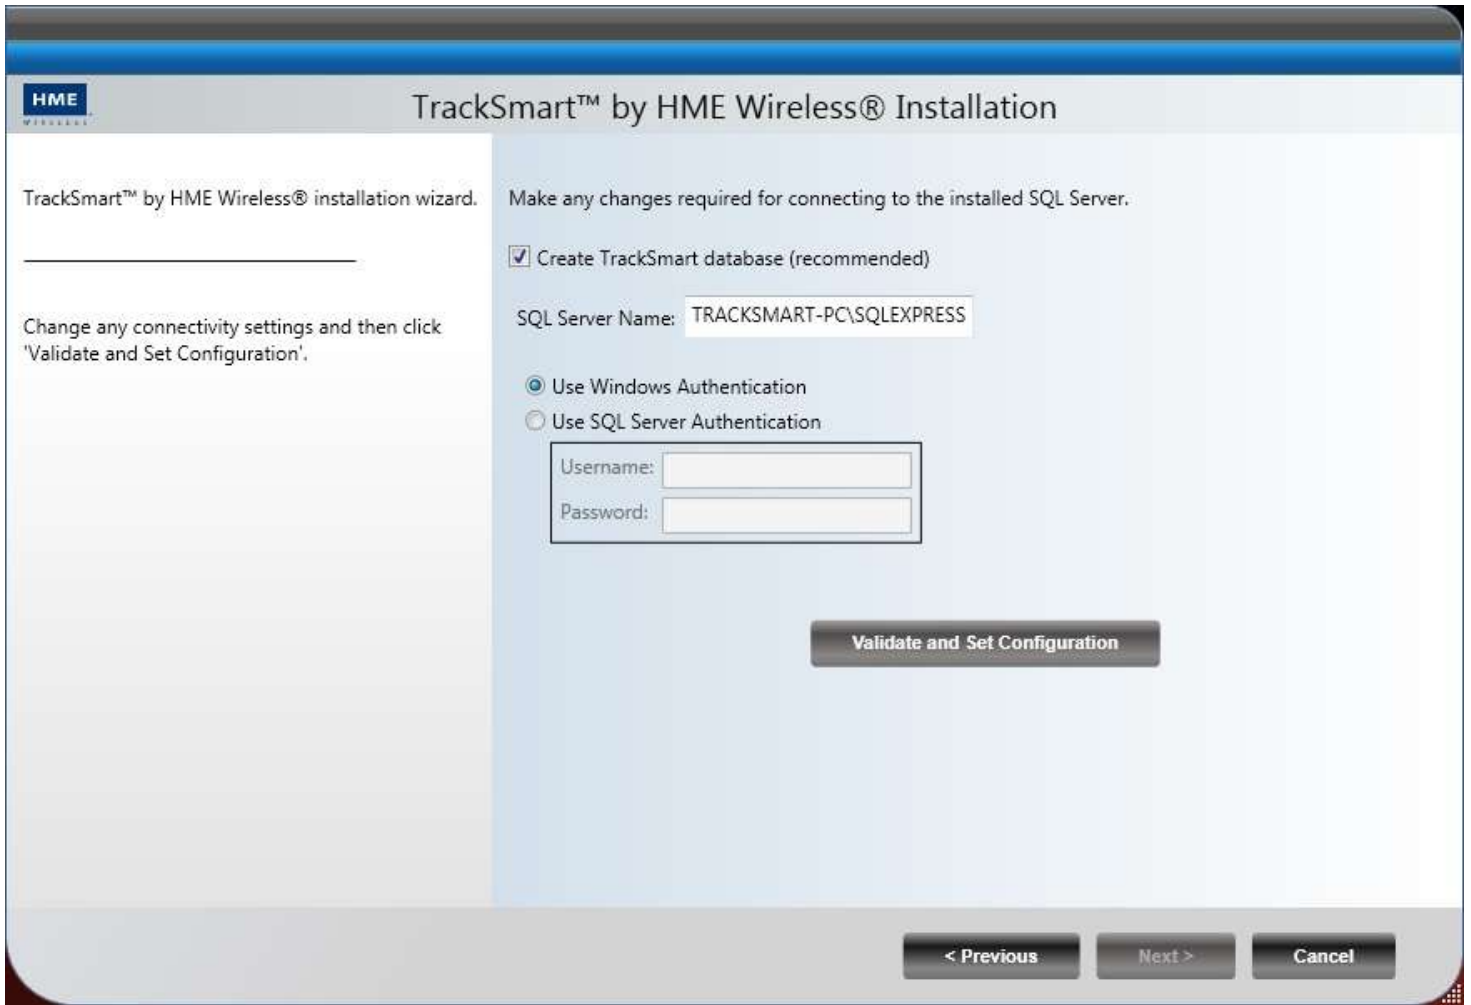 HME
WIRELESS
TrackSmart™ by HME Wireless® Installation
TrackSmart™ by HME Wireless® installation wizard.
Change any connectivity settings and then click
'Validate and Set Configuration'.
Make any changes required for connecting to the installed SQL Server.
Create TrackSmart database (recommended)
SQL Server Name: TRACKSMART-PC\SQLEXPRESS
Use Windows Authentication
Use SQL Server Authentication
Username:
Password:
Validate and Set Configuration
< Previous Next > Cancel